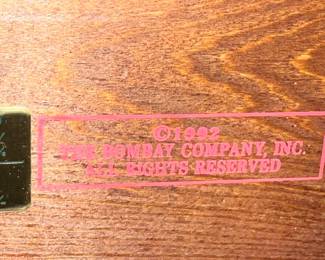 ©1992
THE BOMBAY COMPANY, INC.
ALL RIGHTS RESERVED